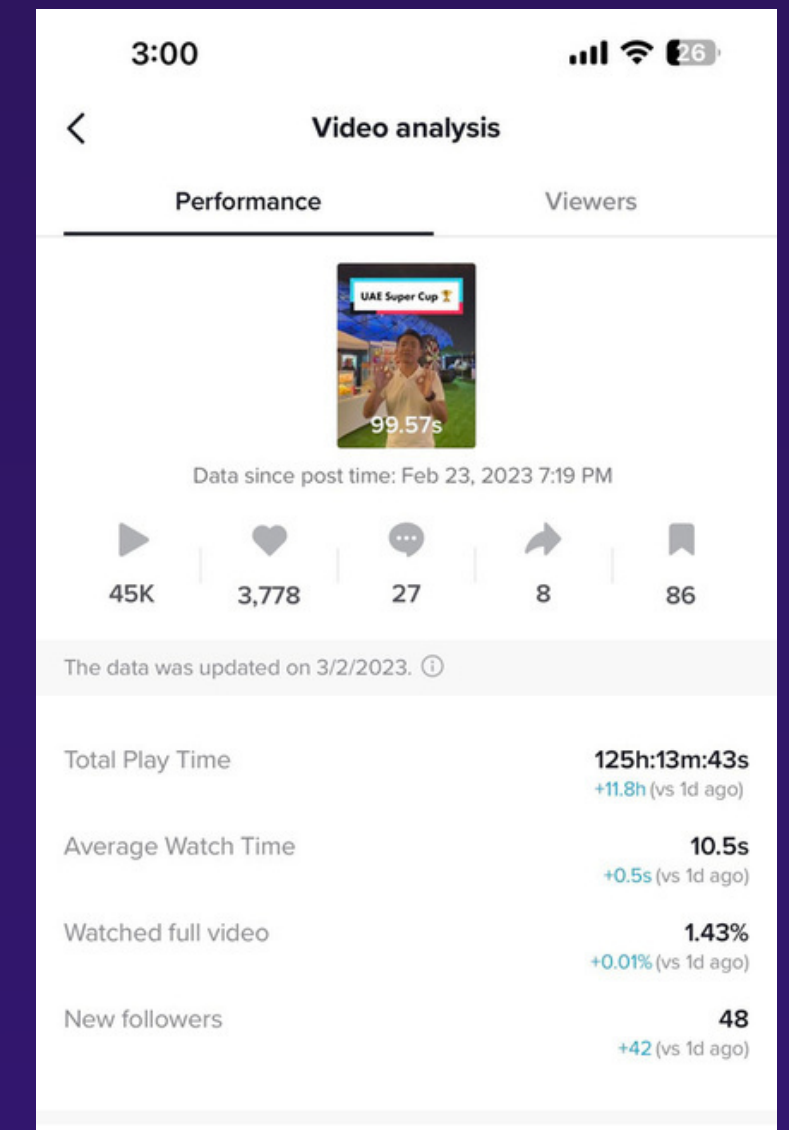 3:00
26
Video analysis
Performance
Viewers
UAE Super Cup 🏆
99.57s
Data since post time: Feb 23, 2023 7:19 PM
45K
3,778
27
8
86
The data was updated on 3/2/2023.
Total Play Time
125h:13m:43s
+11.8h (vs 1d ago)
Average Watch Time
10.5s
+0.5s (vs 1d ago)
Watched full video
1.43%
+0.01% (vs 1d ago)
New followers
48
+42 (vs 1d ago)